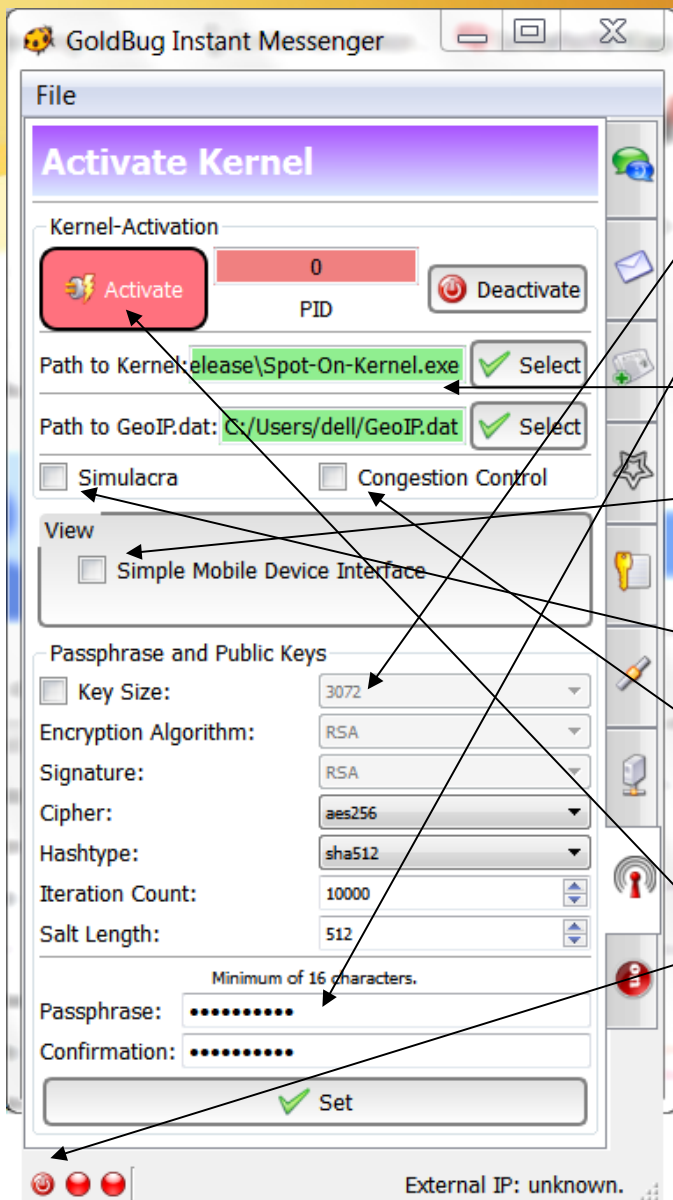 GoldBug Instant Messenger
File
Activate Kernel
Kernel-Activation
Activate
0
PID
Deactivate
Path to Kernel: elease\Spot-On-Kernel.exe Select
Path to GeoIP.dat: C:/Users/dell/GeoIP.dat Select
Simulacra Congestion Control
View
Simple Mobile Device Interface
Passphrase and Public Keys
Key Size: 3072
Encryption Algorithm: RSA
Signature: RSA
Cipher: aes256
Hashtype: sha512
Iteration Count: 10000
Salt Length: 512
Minimum of 16 characters.
Passphrase: ●●●●●●●●●●
Confirmation: ●●●●●●●●●●
Set
External IP: unknown.